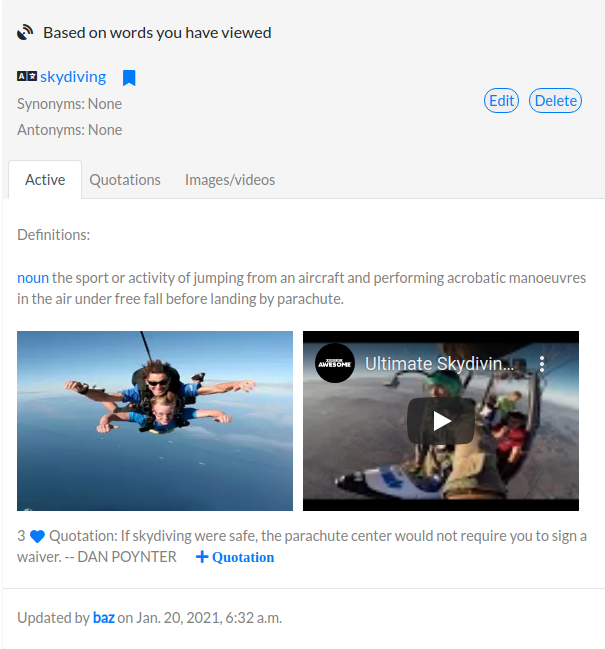 Based on words you have viewed
skydiving
Synonyms: None
Antonyms: None
Edit Delete
Active Quotations Images/videos
Definitions:
noun the sport or activity of jumping from an aircraft and performing acrobatic manoeuvres
in the air under free fall before landing by parachute.
AWESOME
Ultimate Skydivin...
3 Quotation: If skydiving were safe, the parachute center would not require you to sign a
waiver. -- DAN POYNTER + Quotation
Updated by baz on Jan. 20, 2021, 6:32 a.m.